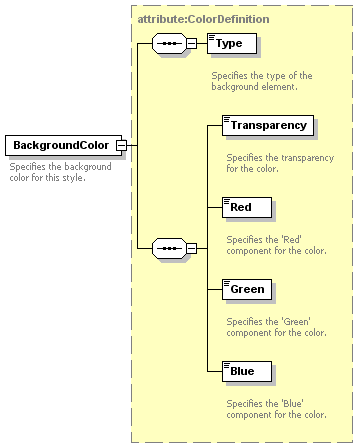 attribute:ColorDefinition
Type
Specifies the type of the
background element.
BackgroundColor
Specifies the background
color for this style.
Transparency
Specifies the transparency
for the color.
Red
Specifies the 'Red'
component for the color.
Green
Specifies the 'Green'
component for the color.
Blue
Specifies the 'Blue'
component for the color.